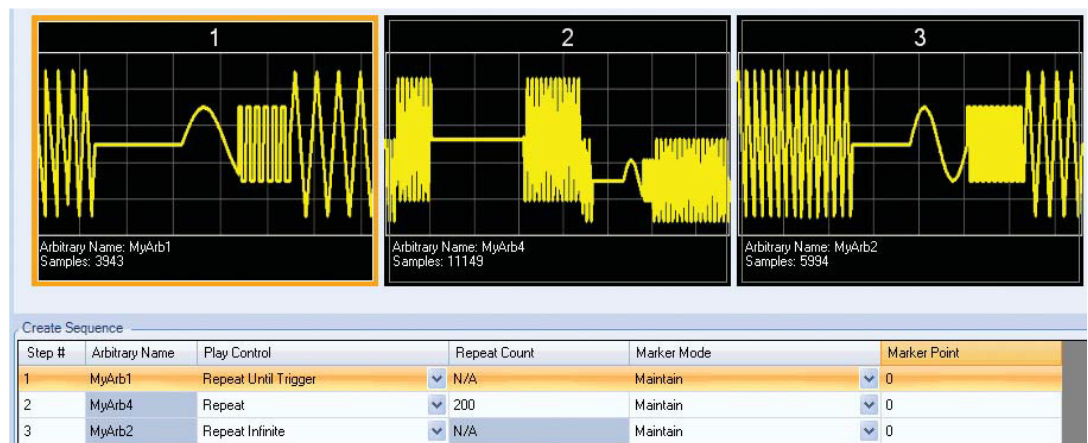 1
2
3
Arbitrary Name: MyArb1
Samples: 3943
Arbitrary Name: MyArb4
Samples: 11149
Arbitrary Name: MyArb2
Samples: 5994
Create Sequence
Step # Arbitrary Name Play Control Repeat Count Marker Mode Marker Point
1 MyArb1 Repeat Until Trigger N/A Maintain 0
2 MyArb4 Repeat 200 Maintain 0
3 MyArb2 Repeat Infinite N/A Maintain 0